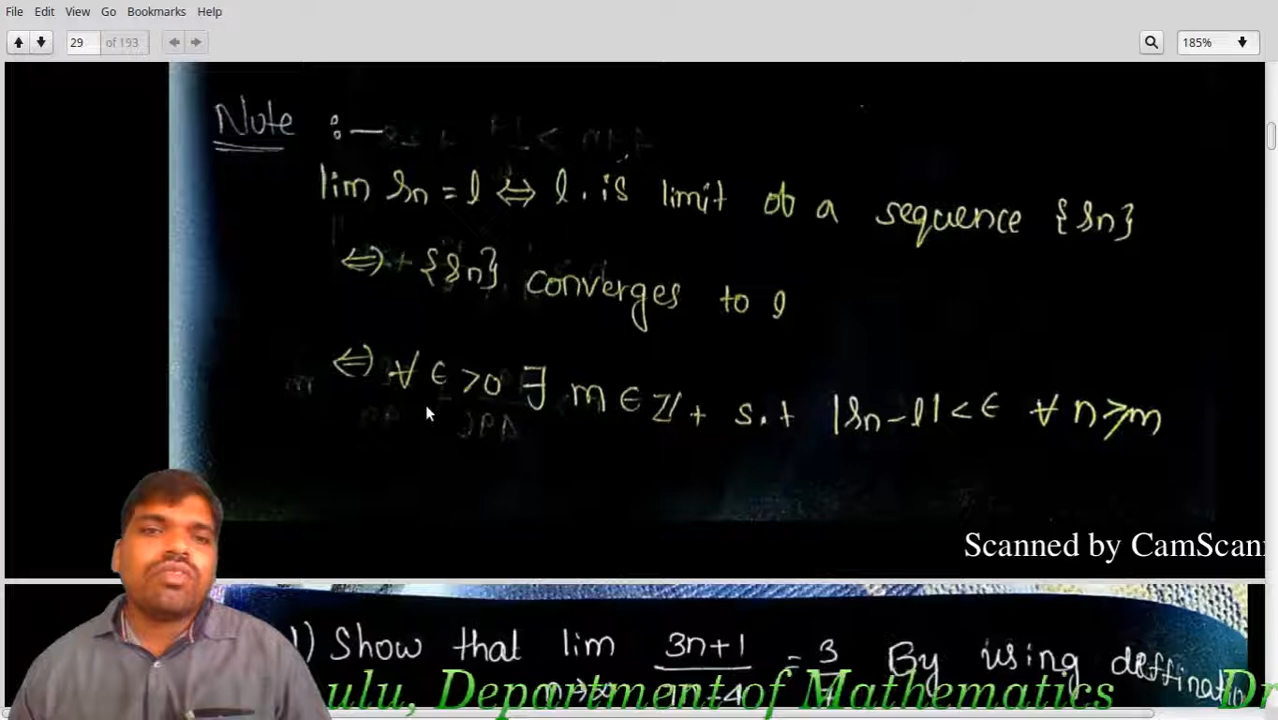 File Edit View Go Bookmarks Help
29 of 193 185%
Note :—
lim Sn = l ⇔ l. is limit of a sequence {Sn}
⇔ {Sn} converges to l
⇔ ∀ ϵ >0 ∃ m ∈ Z+ s.t |Sn-l| < ϵ ∀ n≥m
Scanned by CamScan
1) Show that lim 3n+1 = 3 By using deffinatio
ulu, Department of Mathematics Dr